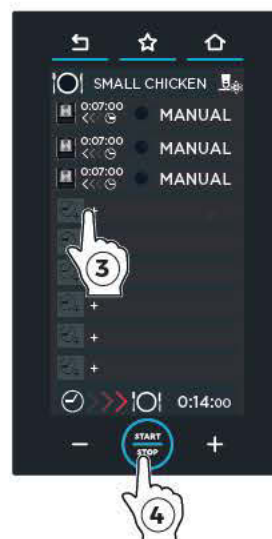 SMALL CHICKEN
0:07:00 MANUAL
0:07:00 MANUAL
0:07:00 MANUAL
+
3
+
+
+
0:14:00
− START STOP +
4